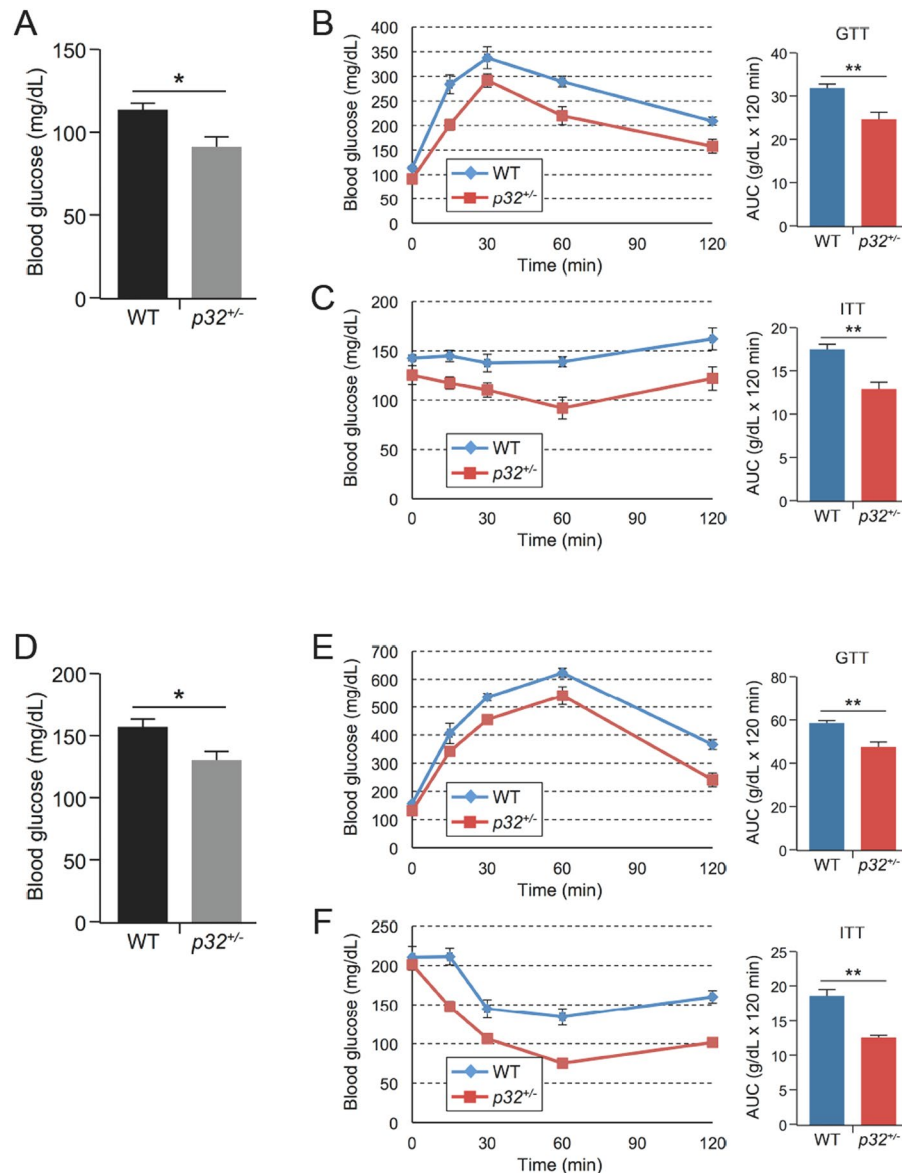 A
Blood glucose (mg/dL)
150
100
50
0
*
WT
p32+/-
B
Blood glucose (mg/dL)
400
350
300
250
200
150
100
50
0
WT
p32+/-
0 30 60 90 120
Time (min)
GTT
AUC (g/dL x 120 min)
40
30
20
10
0
**
WT p32+/-
C
Blood glucose (mg/dL)
200
150
100
50
0
WT
p32+/-
0 30 60 90 120
Time (min)
ITT
AUC (g/dL x 120 min)
20
16
12
15
5
0
**
WT p32+/-
D
Blood glucose (mg/dL)
200
150
100
50
0
*
WT
p32+/-
E
Blood glucose (mg/dL)
700
600
500
400
300
200
100
100
WT
p32+/-
0 30 60 90 120
Time (min)
GTT
AUC (g/dL x 120 min)
80
60
40
60
0
**
WT p32+/-
F
Blood glucose (mg/dL)
250
200
150
100
50
0
WT
p32+/-
0 30 60 90 120
Time (min)
ITT
AUC (g/dL x 120 min)
25
15
10
15
5
0
**
WT p32+/-